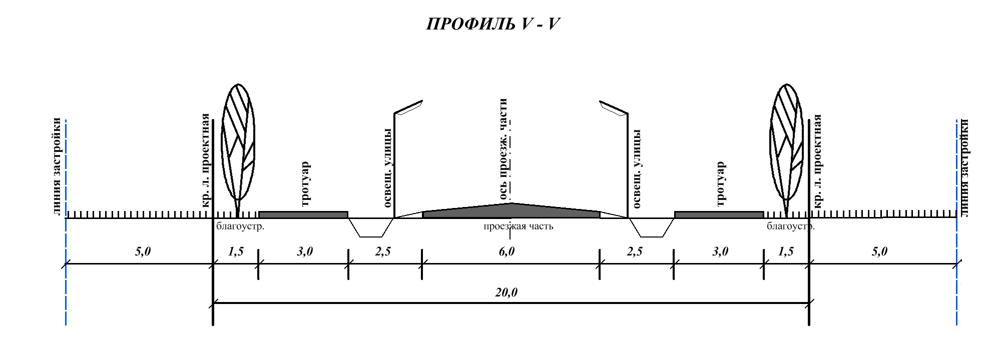 ПРОФИЛЬ V - V
линия застройки
кр. л. проектная
тротуар
освещ. улицы
ось проезж. части
освещ. улицы
тротуар
кр. л. проектная
линия застройки
благоустр.
проезжая часть
благоустр.
5,0
1,5
3,0
2,5
6,0
2,5
3,0
1,5
5,0
20,0